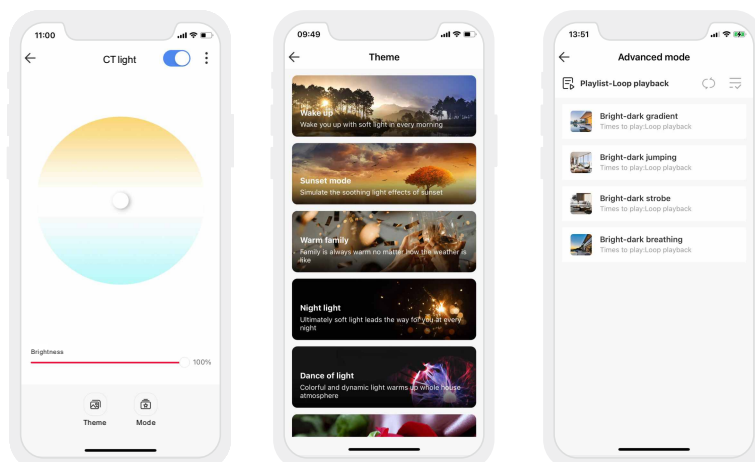 11:00
CT light
Brightness
100%
Theme
Mode
09:49
Theme
Wake up
Wake you up with soft light in every morning
Sunset mode
Simulate the soothing light effects of sunset
Warm family
Family is always warm no matter how the weather is
like
Night light
Ultimately soft light leads the way for you at every
night
Dance of light
Colorful and dynamic light warms up whole house
atmosphere
13:51
Advanced mode
Playlist-Loop playback
Bright-dark gradient
Times to play:Loop playback
Bright-dark jumping
Times to play:Loop playback
Bright-dark strobe
Times to play:Loop playback
Bright-dark breathing
Times to play:Loop playback